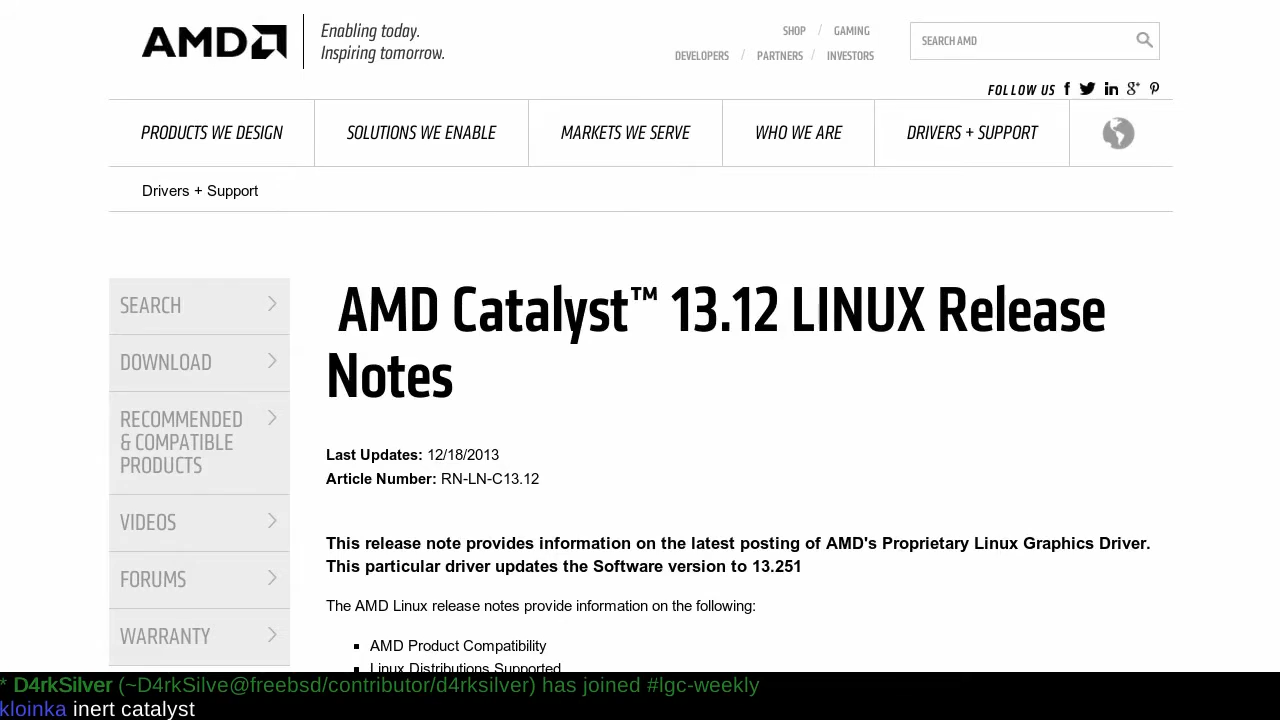 AMD
Enabling today.
Inspiring tomorrow.
SHOP / GAMING
DEVELOPERS / PARTNERS / INVESTORS
SEARCH AMD
FOLLOW US
PRODUCTS WE DESIGN
SOLUTIONS WE ENABLE
MARKETS WE SERVE
WHO WE ARE
DRIVERS + SUPPORT
Drivers + Support
SEARCH
DOWNLOAD
RECOMMENDED
& COMPATIBLE
PRODUCTS
VIDEOS
FORUMS
WARRANTY
AMD Catalyst™ 13.12 LINUX Release
Notes
Last Updates: 12/18/2013
Article Number: RN-LN-C13.12
This release note provides information on the latest posting of AMD's Proprietary Linux Graphics Driver.
This particular driver updates the Software version to 13.251
The AMD Linux release notes provide information on the following:
AMD Product Compatibility
Linux Distributions Supported
* D4rkSilver (~D4rkSilve@freebsd/contributor/d4rksilver) has joined #lgc-weekly
kloinka inert catalyst